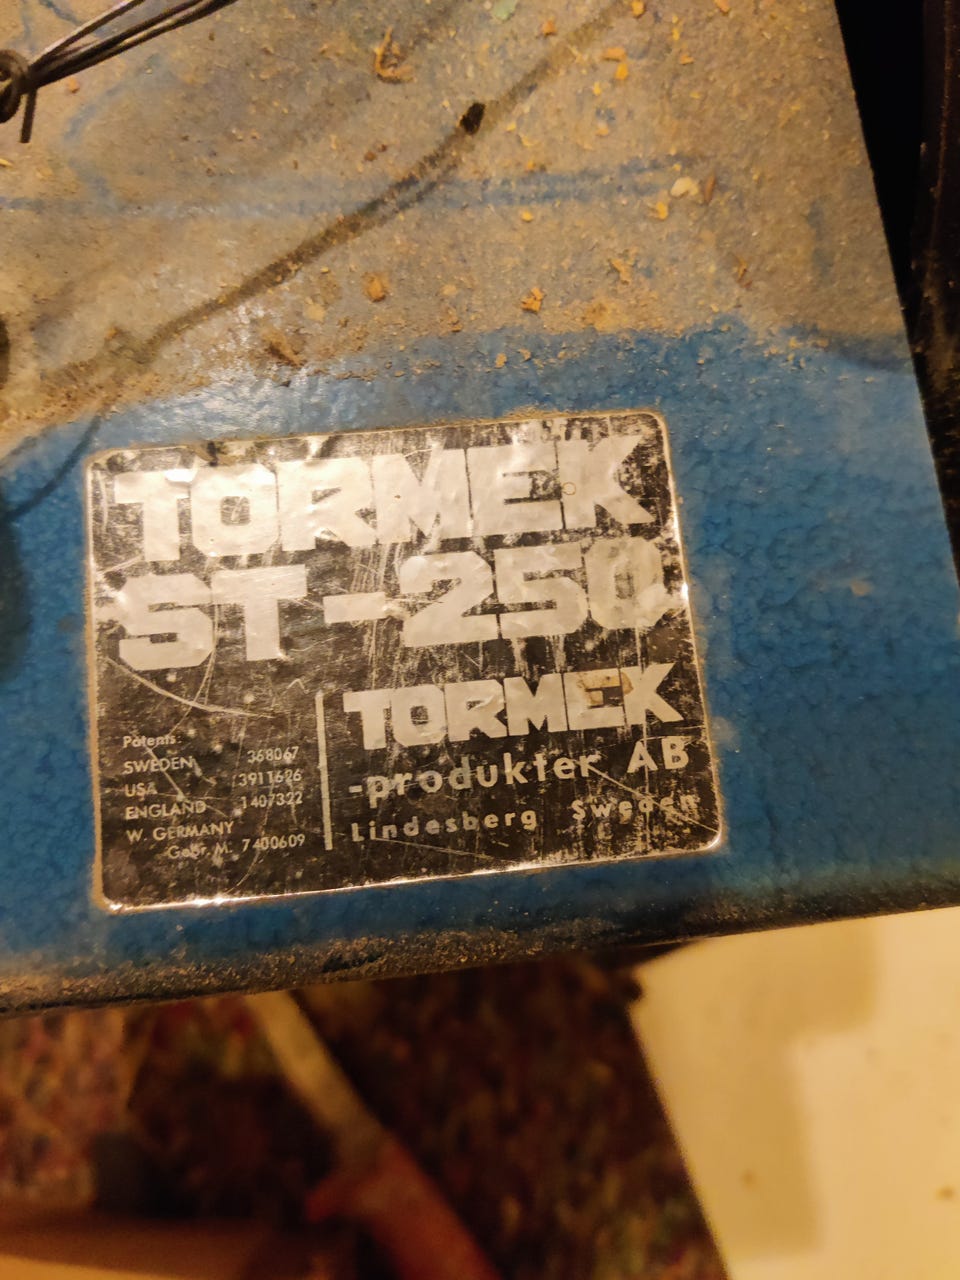 TORMEK
ST-250
Patents:
SWEDEN 368067
USA 3911626
ENGLAND 1407322
W. GERMANY
Gebr. M. 7400609
TORMEK
-produkter AB
Lindesberg Sweden